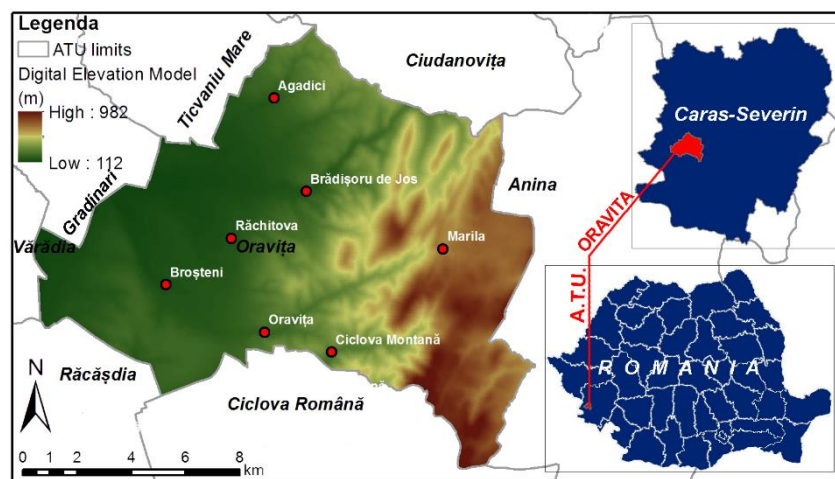 Legenda
ATU limits
Digital Elevation Model
(m)
High : 982
Low : 112
Ticvaniu Mare
Ciudanovița
Agadici
Gradinari
Brădișoru de Jos
Anina
Vărădia
Răchitova
Oravița
Marila
Broșteni
Oravița
Ciclova Montană
Răcășdia
Ciclova Română
N
0 1 2 4 6 8
km
Caras-Severin
A.T.U. ORAVITA
ROMANIA